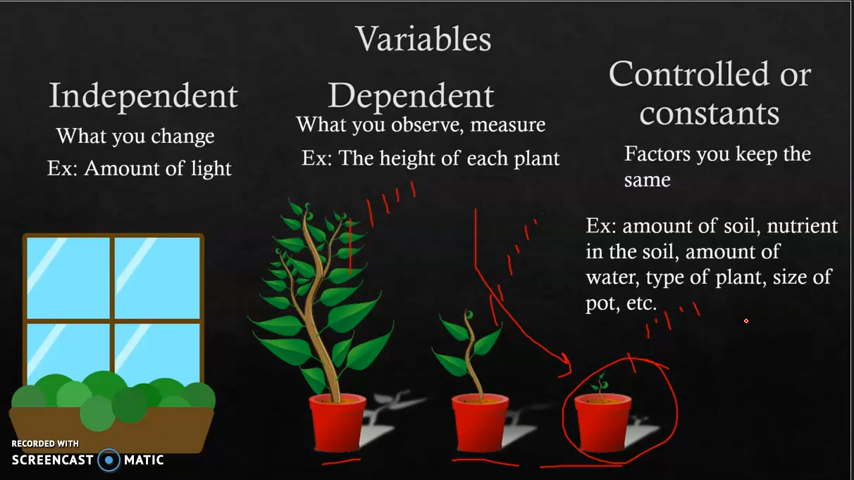 Variables
Independent
What you change
Ex: Amount of light
Dependent
What you observe, measure
Ex: The height of each plant
Controlled or
constants
Factors you keep the
same
Ex: amount of soil, nutrient
in the soil, amount of
water, type of plant, size of
pot, etc.
RECORDED WITH
SCREENCAST MATIC